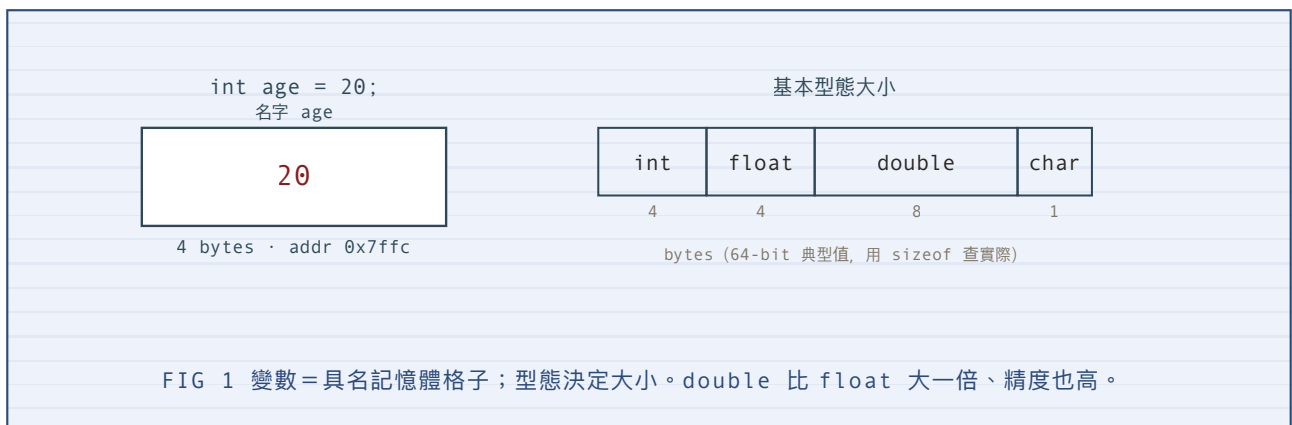 int age = 20;
名字 age
20
4 bytes · addr 0x7ffc
基本型態大小
int float double char
4 4 8 1
bytes（64-bit 典型值，用 sizeof 查實際）
FIG 1 變數＝具名記憶體格子；型態決定大小。double 比 float 大一倍、精度也高。